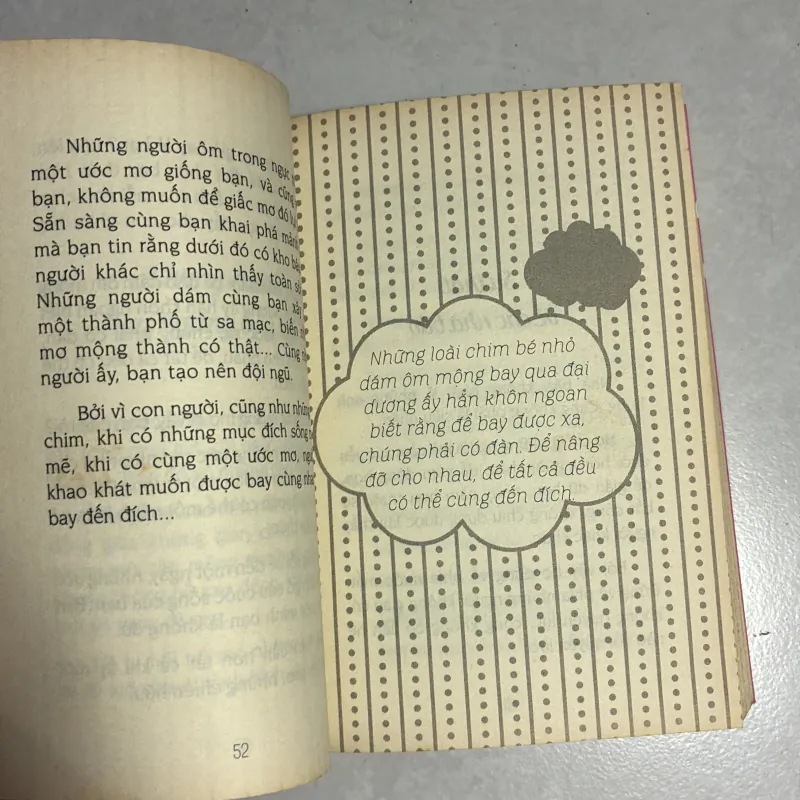 Những người ôm trong ngực
một ước mơ giống bạn, và cũng
bạn, không muốn để giấc mơ đó
Sẵn sàng cùng bạn khai phá mảnh
mà bạn tin rằng dưới đó có kho
người khác chỉ nhìn thấy toàn
Những người dám cùng bạn xây
một thành phố từ sa mạc, biến
mơ mộng thành có thật... Cùng
người ấy, bạn tạo nên đội ngũ.
Bởi vì con người, cũng như những
chim, khi có những mục đích sống
mẽ, khi có cùng một ước mơ,
khao khát muốn được bay cùng
bay đến đích...
52
Những loài chim bé nhỏ
dám ôm mộng bay qua đại
dương ấy hẳn khôn ngoan
biết rằng để bay được xa,
chúng phải có đàn. Để nâng
đỡ cho nhau, để tất cả đều
có thể cùng đến đích.